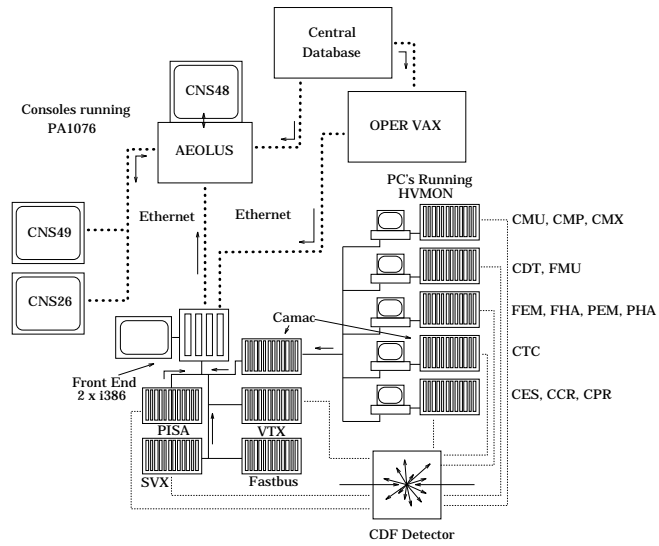 Central
Database
CNS48
Consoles running
PA1076
OPER VAX
AEOLUS
PC's Running
HVMON
Ethernet
Ethernet
CMU, CMP, CMX
CNS49
CDT, FMU
CNS26
FEM, FHA, PEM, PHA
Camac
CTC
Front End
2 x i386
CES, CCR, CPR
PISA
VTX
SVX
Fastbus
CDF Detector